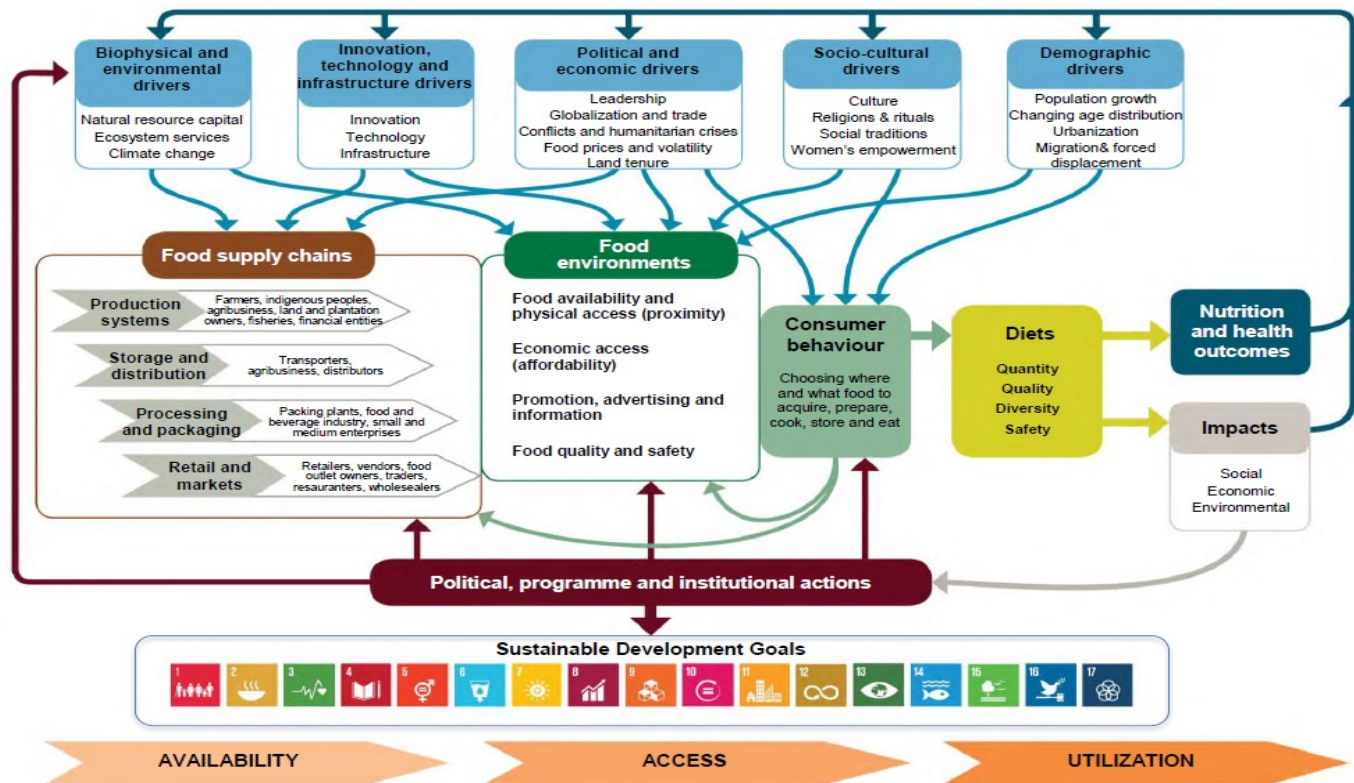 Biophysical and
environmental
drivers
Natural resource capital
Ecosystem services
Climate change
Innovation,
technology and
infrastructure drivers
Innovation
Technology
Infrastructure
Political and
economic drivers
Leadership
Globalization and trade
Conflicts and humanitarian crises
Food prices and volatility
Land tenure
Socio-cultural
drivers
Culture
Religions & rituals
Social traditions
Women's empowerment
Demographic
drivers
Population growth
Changing age distribution
Urbanization
Migration& forced
displacement
Food supply chains
Production
systems
Farmers, indigenous peoples,
agribusiness, land and plantation
owners, fisheries, financial entities
Storage and
distribution
Transporters,
agribusiness, distributors
Processing
and packaging
Packing plants, food and
beverage industry, small and
medium enterprises
Retail and
markets
Retailers, vendors, food
outlet owners, traders,
resauranters, wholesealers
Food
environments
Food availability and
physical access (proximity)
Economic access
(affordability)
Promotion, advertising and
information
Food quality and safety
Consumer
behaviour
Choosing where
and what food to
acquire, prepare,
cook, store and eat
Diets
Quantity
Quality
Diversity
Safety
Nutrition
and health
outcomes
Impacts
Social
Economic
Environmental
Political, programme and institutional actions
Sustainable Development Goals
1 2 3 4 5 6 7 8 9 10 11 12 13 14 15 16 17
AVAILABILITY
ACCESS
UTILIZATION